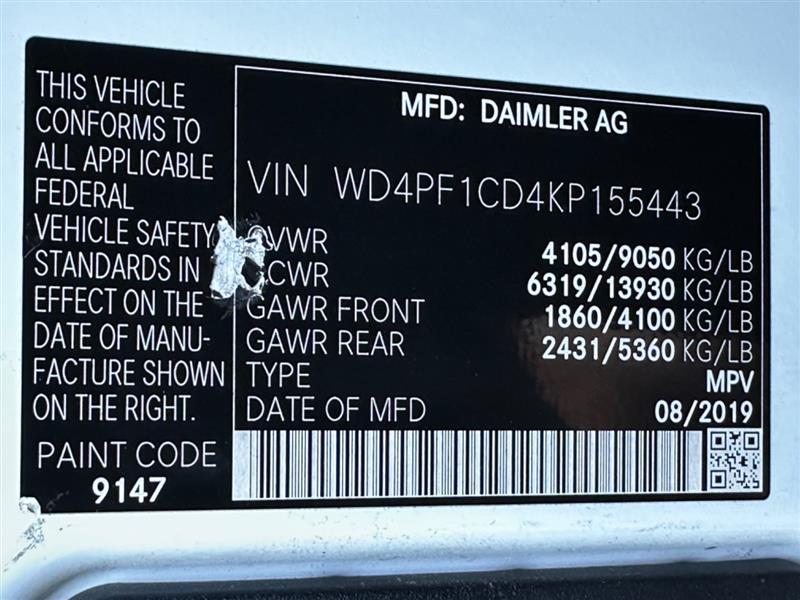 THIS VEHICLE
CONFORMS TO
ALL APPLICABLE
FEDERAL
VEHICLE SAFETY
STANDARDS IN
EFFECT ON THE
DATE OF MANU-
FACTURE SHOWN
ON THE RIGHT.
PAINT CODE
9147
MFD: DAIMLER AG
VIN WD4PF1CD4KP155443
GVWR 4105/9050 KG/LB
CWR 6319/13930 KG/LB
GAWR FRONT 1860/4100 KG/LB
GAWR REAR 2431/5360 KG/LB
TYPE MPV
DATE OF MFD 08/2019